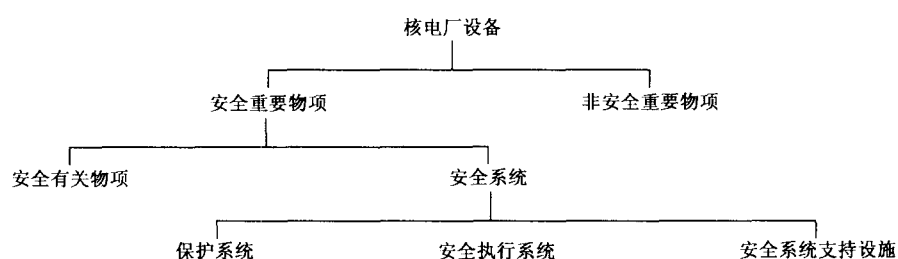 核电厂设备
安全重要物项
非安全重要物项
安全有关物项
安全系统
保护系统
安全执行系统
安全系统支持设施